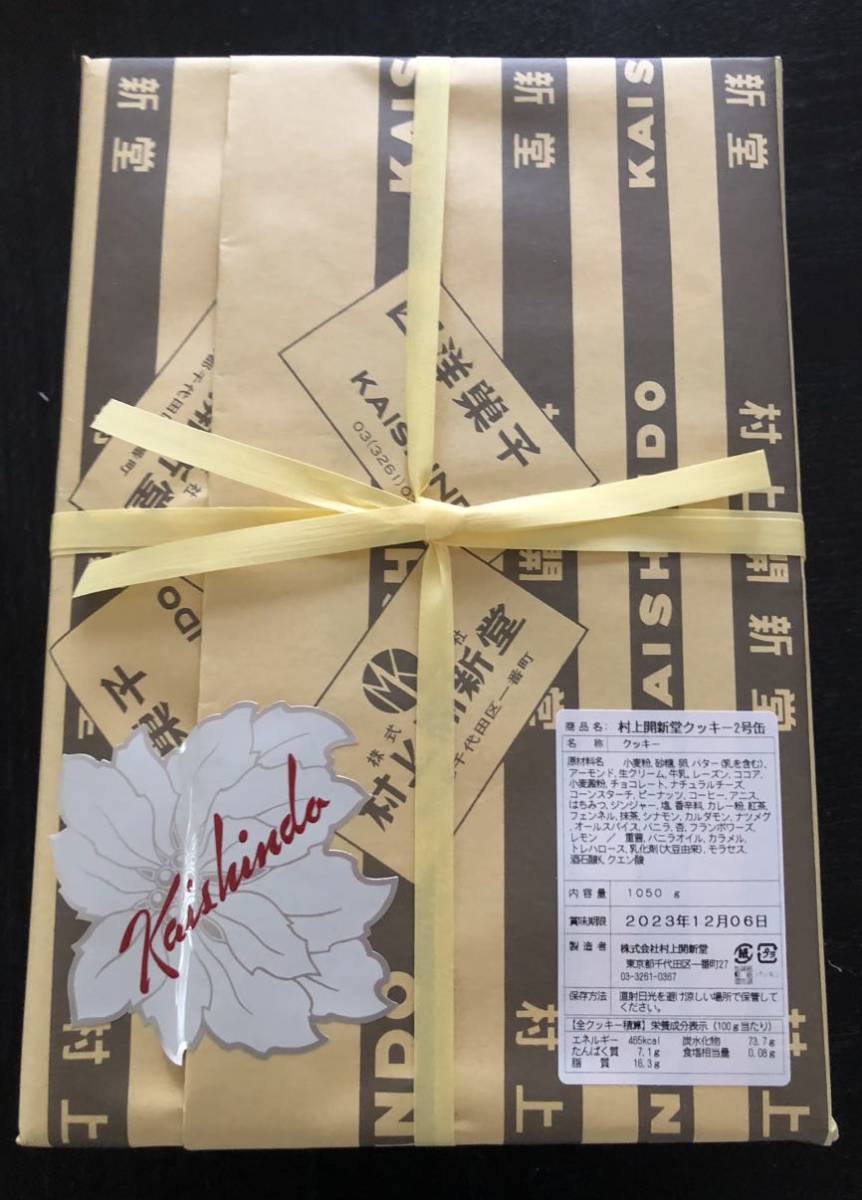 新堂
KAIS
新堂
KAIS
新堂
洋菓子
KAIS
03(3261)0
新堂
村上開新堂
KAISHINDO
DO
子
株式
社
新堂
千代田区一番町
Kaishindo
商品名: 村上開新堂クッキー2号缶
名 称 クッキー
原材料名 小麦粉, 砂糖, 卵, バター(乳を含む),
アーモンド, 生クリーム, 牛乳, レーズン, ココア,
小麦澱粉, チョコレート, ナチュラルチーズ,
コーンスターチ, ピーナッツ, コーヒー, アニス,
はちみつ, ジンジャー, 塩, 香辛料, カレー粉, 紅茶,
フェンネル, 抹茶, シナモン, カルダモン, ナツメグ
, オールスパイス, バニラ, 杏, フランボワーズ,
レモン / 重曹, バニラオイル, カラメル,
トレハロース, 乳化剤(大豆由来), モラセス,
酒石酸K, クエン酸
内容量 1050 g
賞味期限 2023年12月06日
製造者 株式会社村上開新堂
東京都千代田区一番町27
03-3261-0367
保存方法 直射日光を避け涼しい場所で保管して
ください。
【全クッキー積算】栄養成分表示(100g当たり)
エネルギー 465kcal 炭水化物 73.7g
たんぱく質 7.1g 食塩相当量 0.08g
脂 質 16.3g
村上
NDO
村上
N